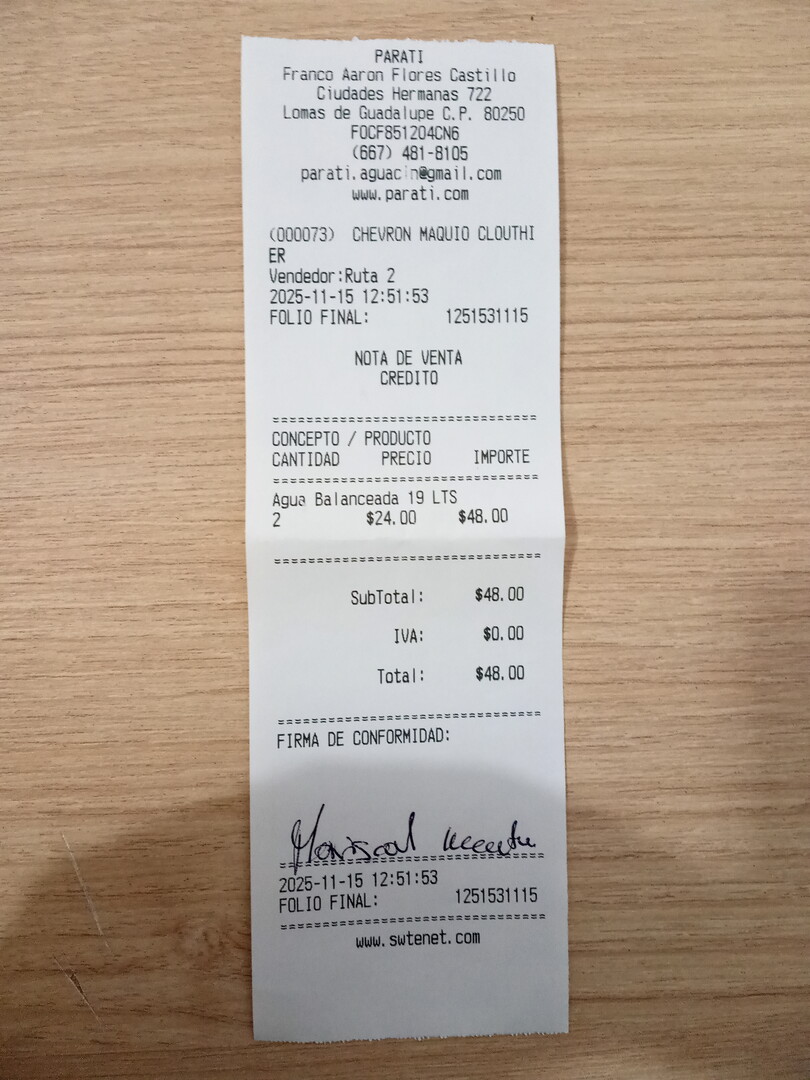 PARATI
Franco Aaron Flores Castillo
Ciudades Hermanas 722
Lomas de Guadalupe C.P. 80250
FOCF851204CN6
(667) 481-8105
parati.aguacin@gmail.com
www.parati.com
(000073) CHEVRON MAQUIO CLOUTHI
ER
Vendedor:Ruta 2
2025-11-15 12:51:53
FOLIO FINAL: 1251531115
NOTA DE VENTA
CREDITO
===============================
CONCEPTO / PRODUCTO
CANTIDAD PRECIO IMPORTE
===============================
Agua Balanceada 19 LTS
2 $24.00 $48.00
===============================
SubTotal: $48.00
IVA: $0.00
Total: $48.00
===============================
FIRMA DE CONFORMIDAD:
Mariscal
===============================
2025-11-15 12:51:53
FOLIO FINAL: 1251531115
===============================
www.swtenet.com